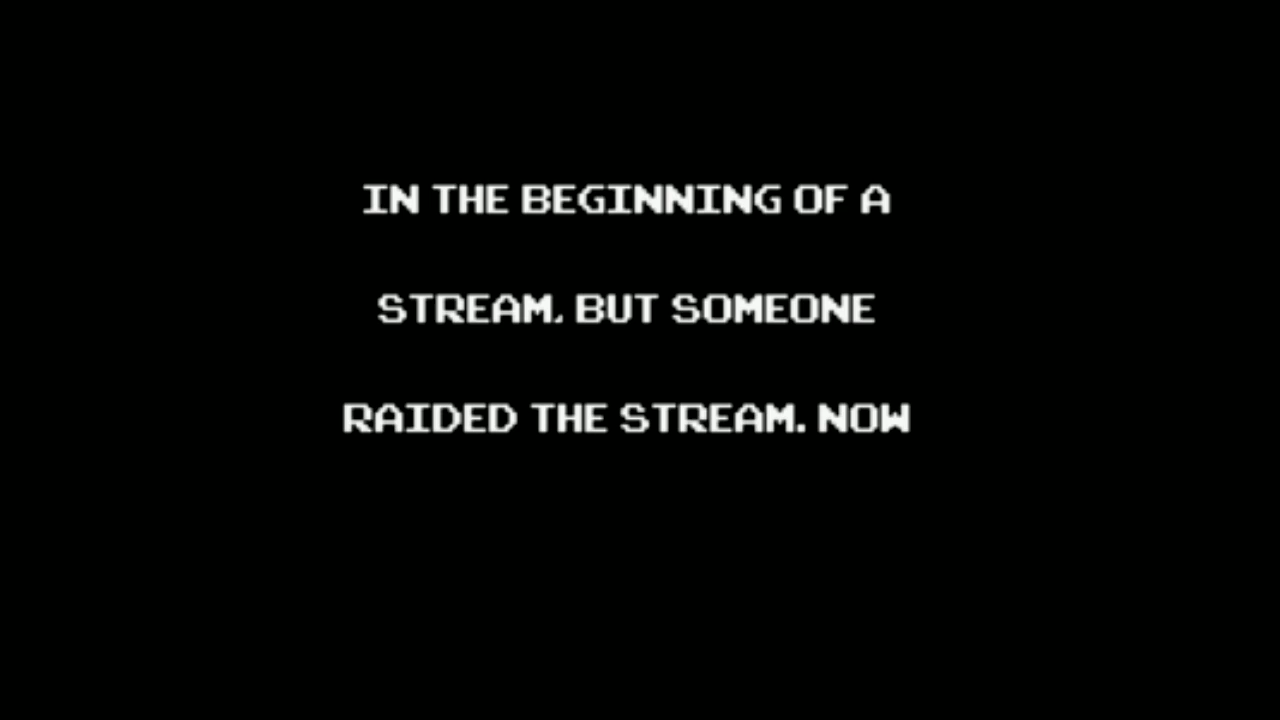 IN THE BEGINNING OF A
STREAM, BUT SOMEONE
RAIDED THE STREAM. NOW